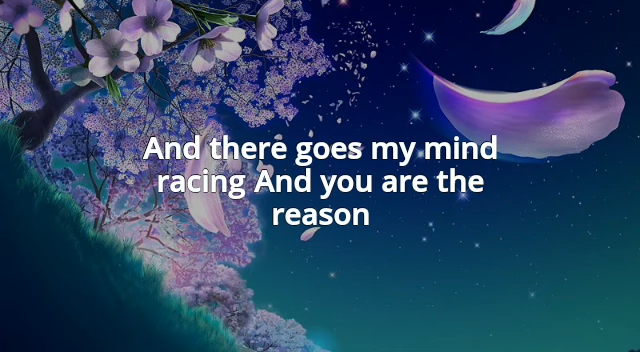 And there goes my mind
racing And you are the
reason